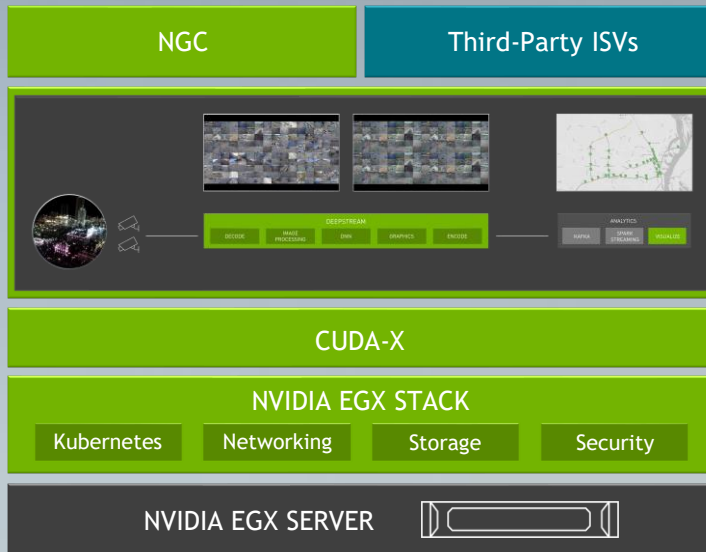 NGC
Third-Party ISVs
DEEPSTREAM
DECODE
IMAGE
PROCESSING
DNN
GRAPHICS
ENCODE
ANALYTICS
KAFKA
SPARK
STREAMING
VISUALIZE
CUDA-X
NVIDIA EGX STACK
Kubernetes
Networking
Storage
Security
NVIDIA EGX SERVER